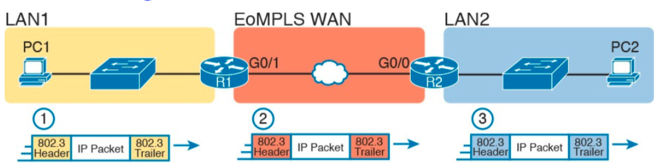 LAN1
EoMPLS WAN
LAN2
PC1
PC2
G0/1
G0/0
R1
R2
1
2
3
802.3 Header
IP Packet
802.3 Trailer
802.3 Header
IP Packet
802.3 Trailer
802.3 Header
IP Packet
802.3 Trailer